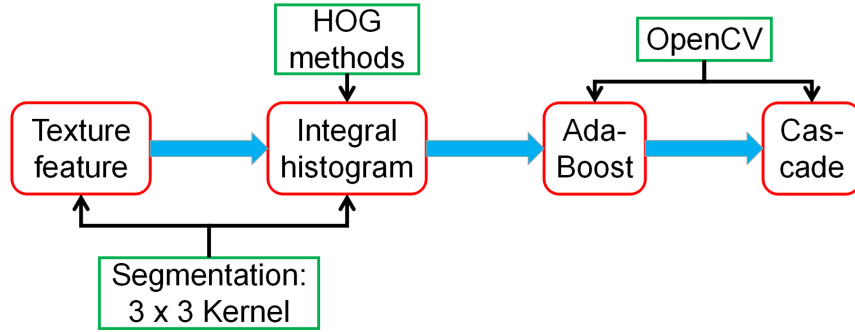 HOG
methods
OpenCV
Texture
feature
Integral
histogram
Ada-
Boost
Cas-
cade
Segmentation:
3 x 3 Kernel